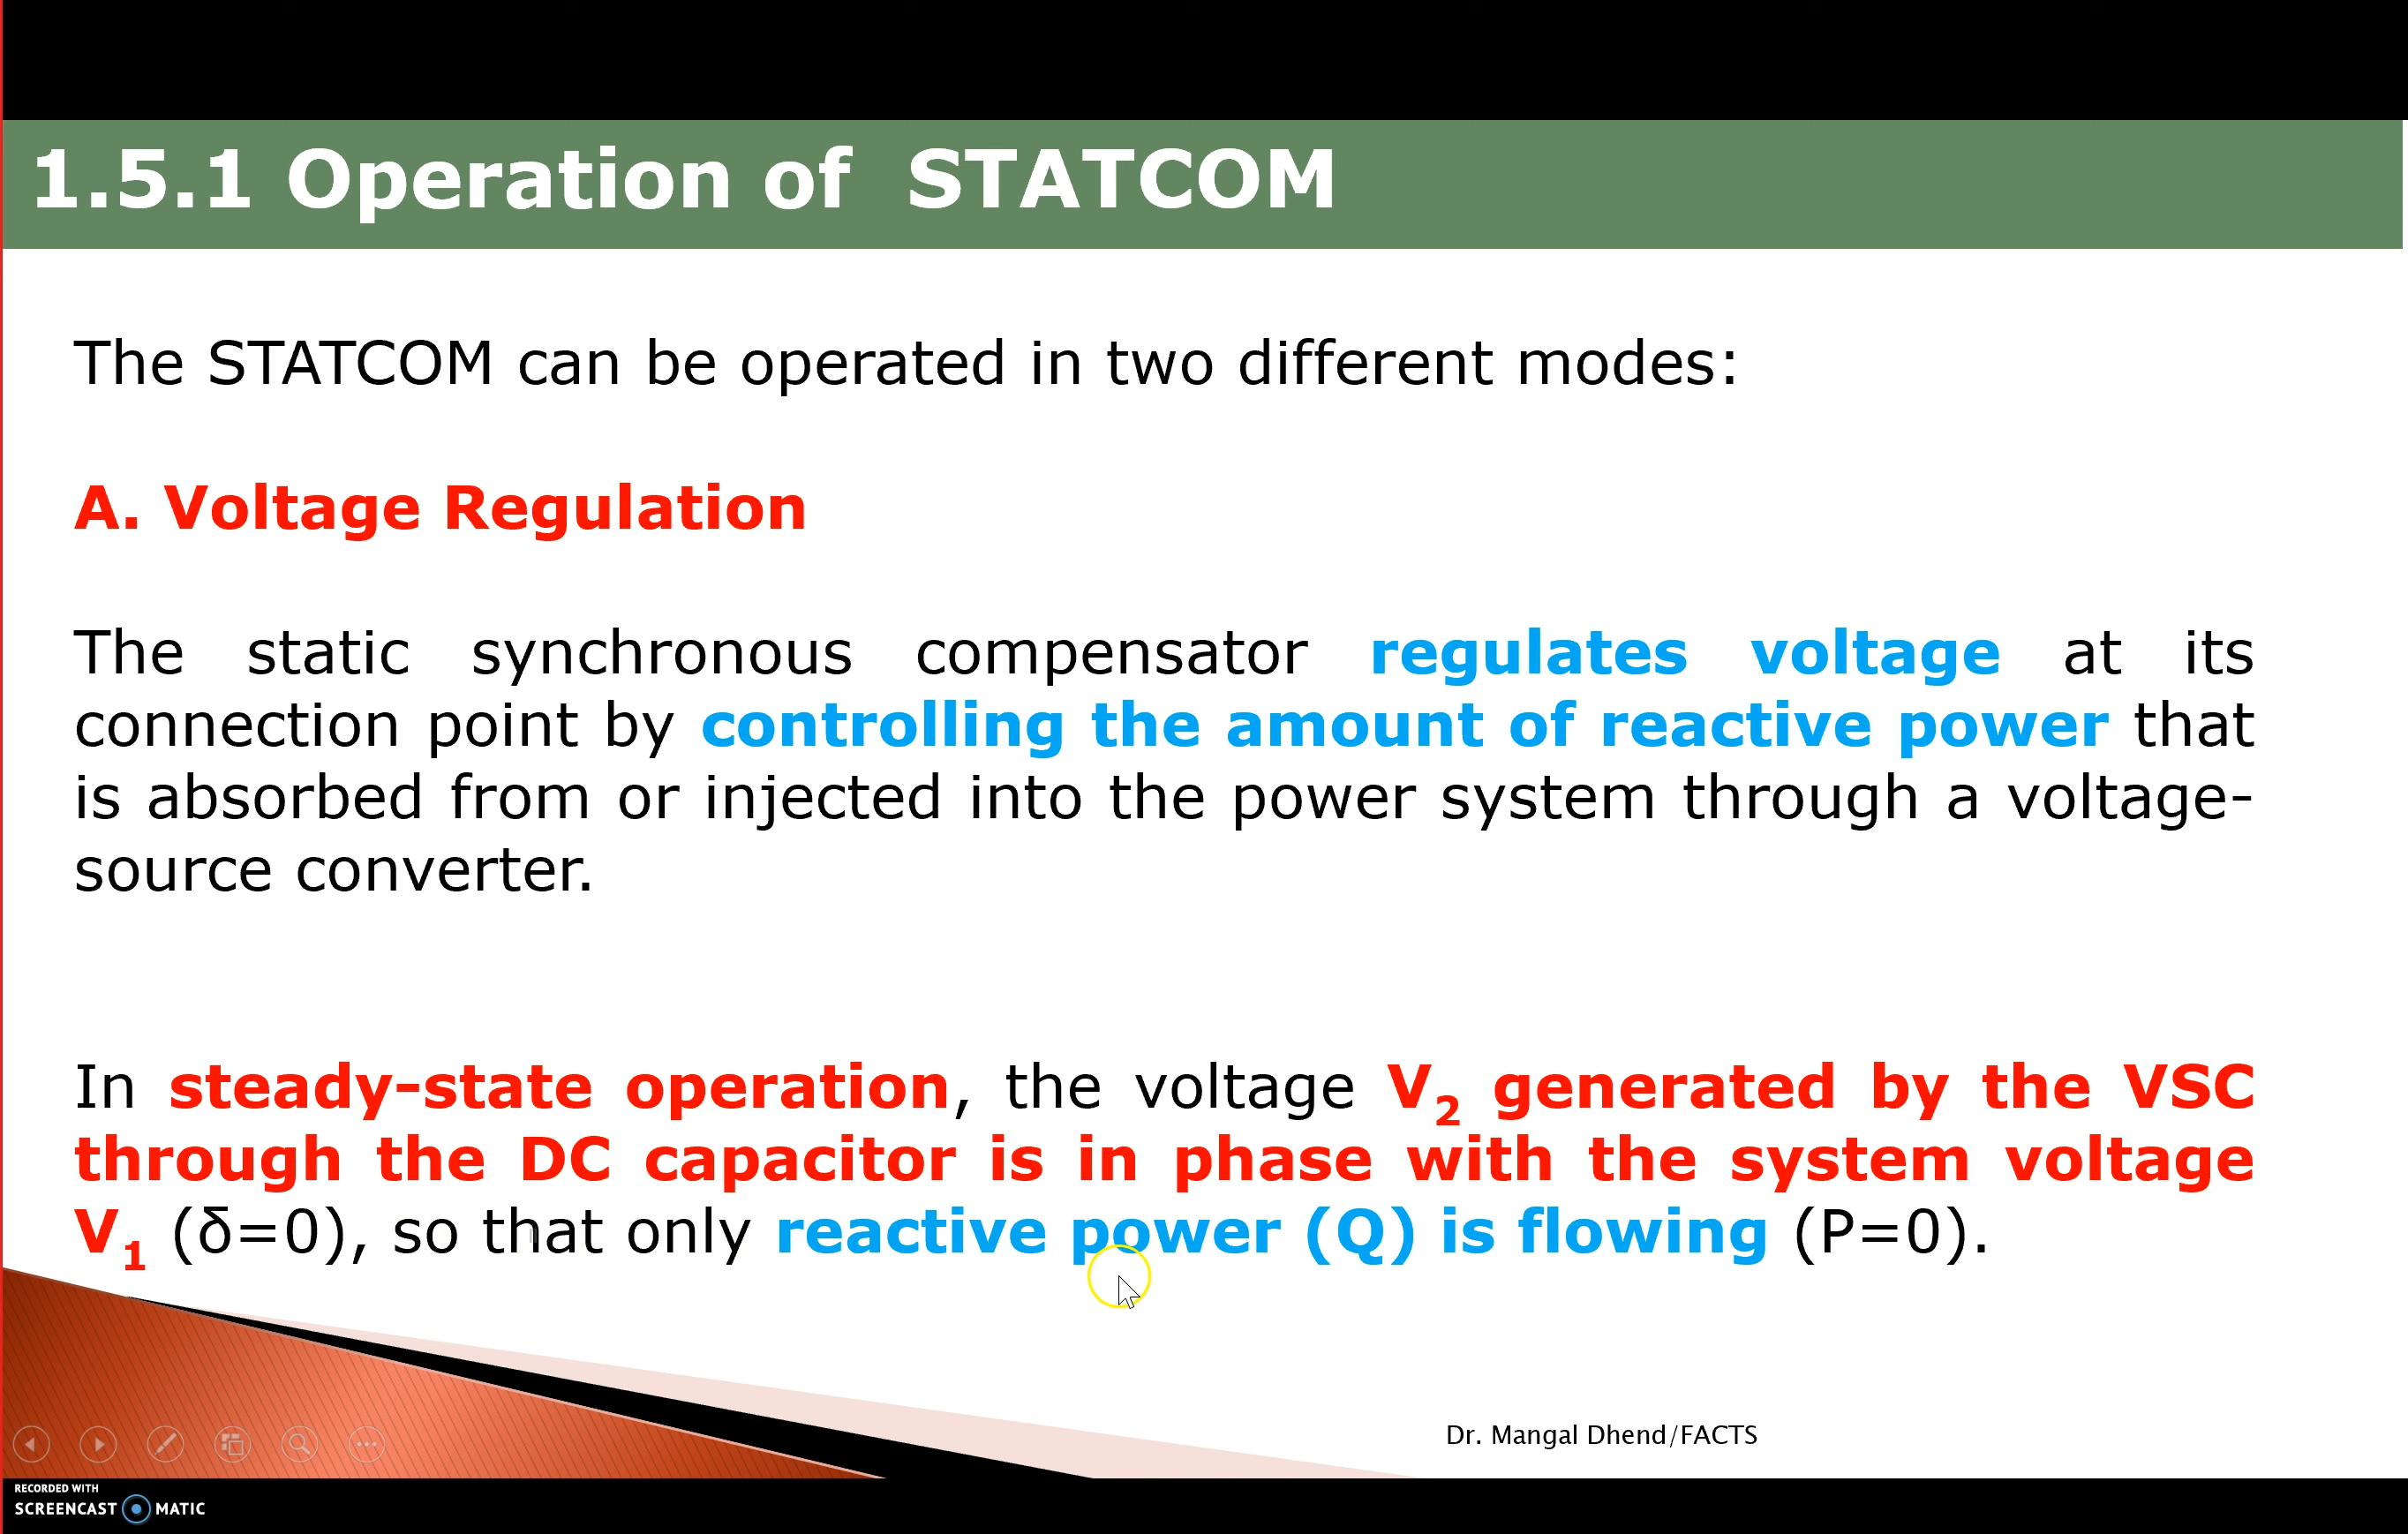 1.5.1 Operation of STATCOM
The STATCOM can be operated in two different modes:
A. Voltage Regulation
The static synchronous compensator regulates voltage at its
connection point by controlling the amount of reactive power that
is absorbed from or injected into the power system through a voltage-
source converter.
In steady-state operation, the voltage V₂ generated by the VSC
through the DC capacitor is in phase with the system voltage
V₁ (δ=0), so that only reactive power (Q) is flowing (P=0).
Dr. Mangal Dhend/FACTS
RECORDED WITH
SCREENCAST MATIC